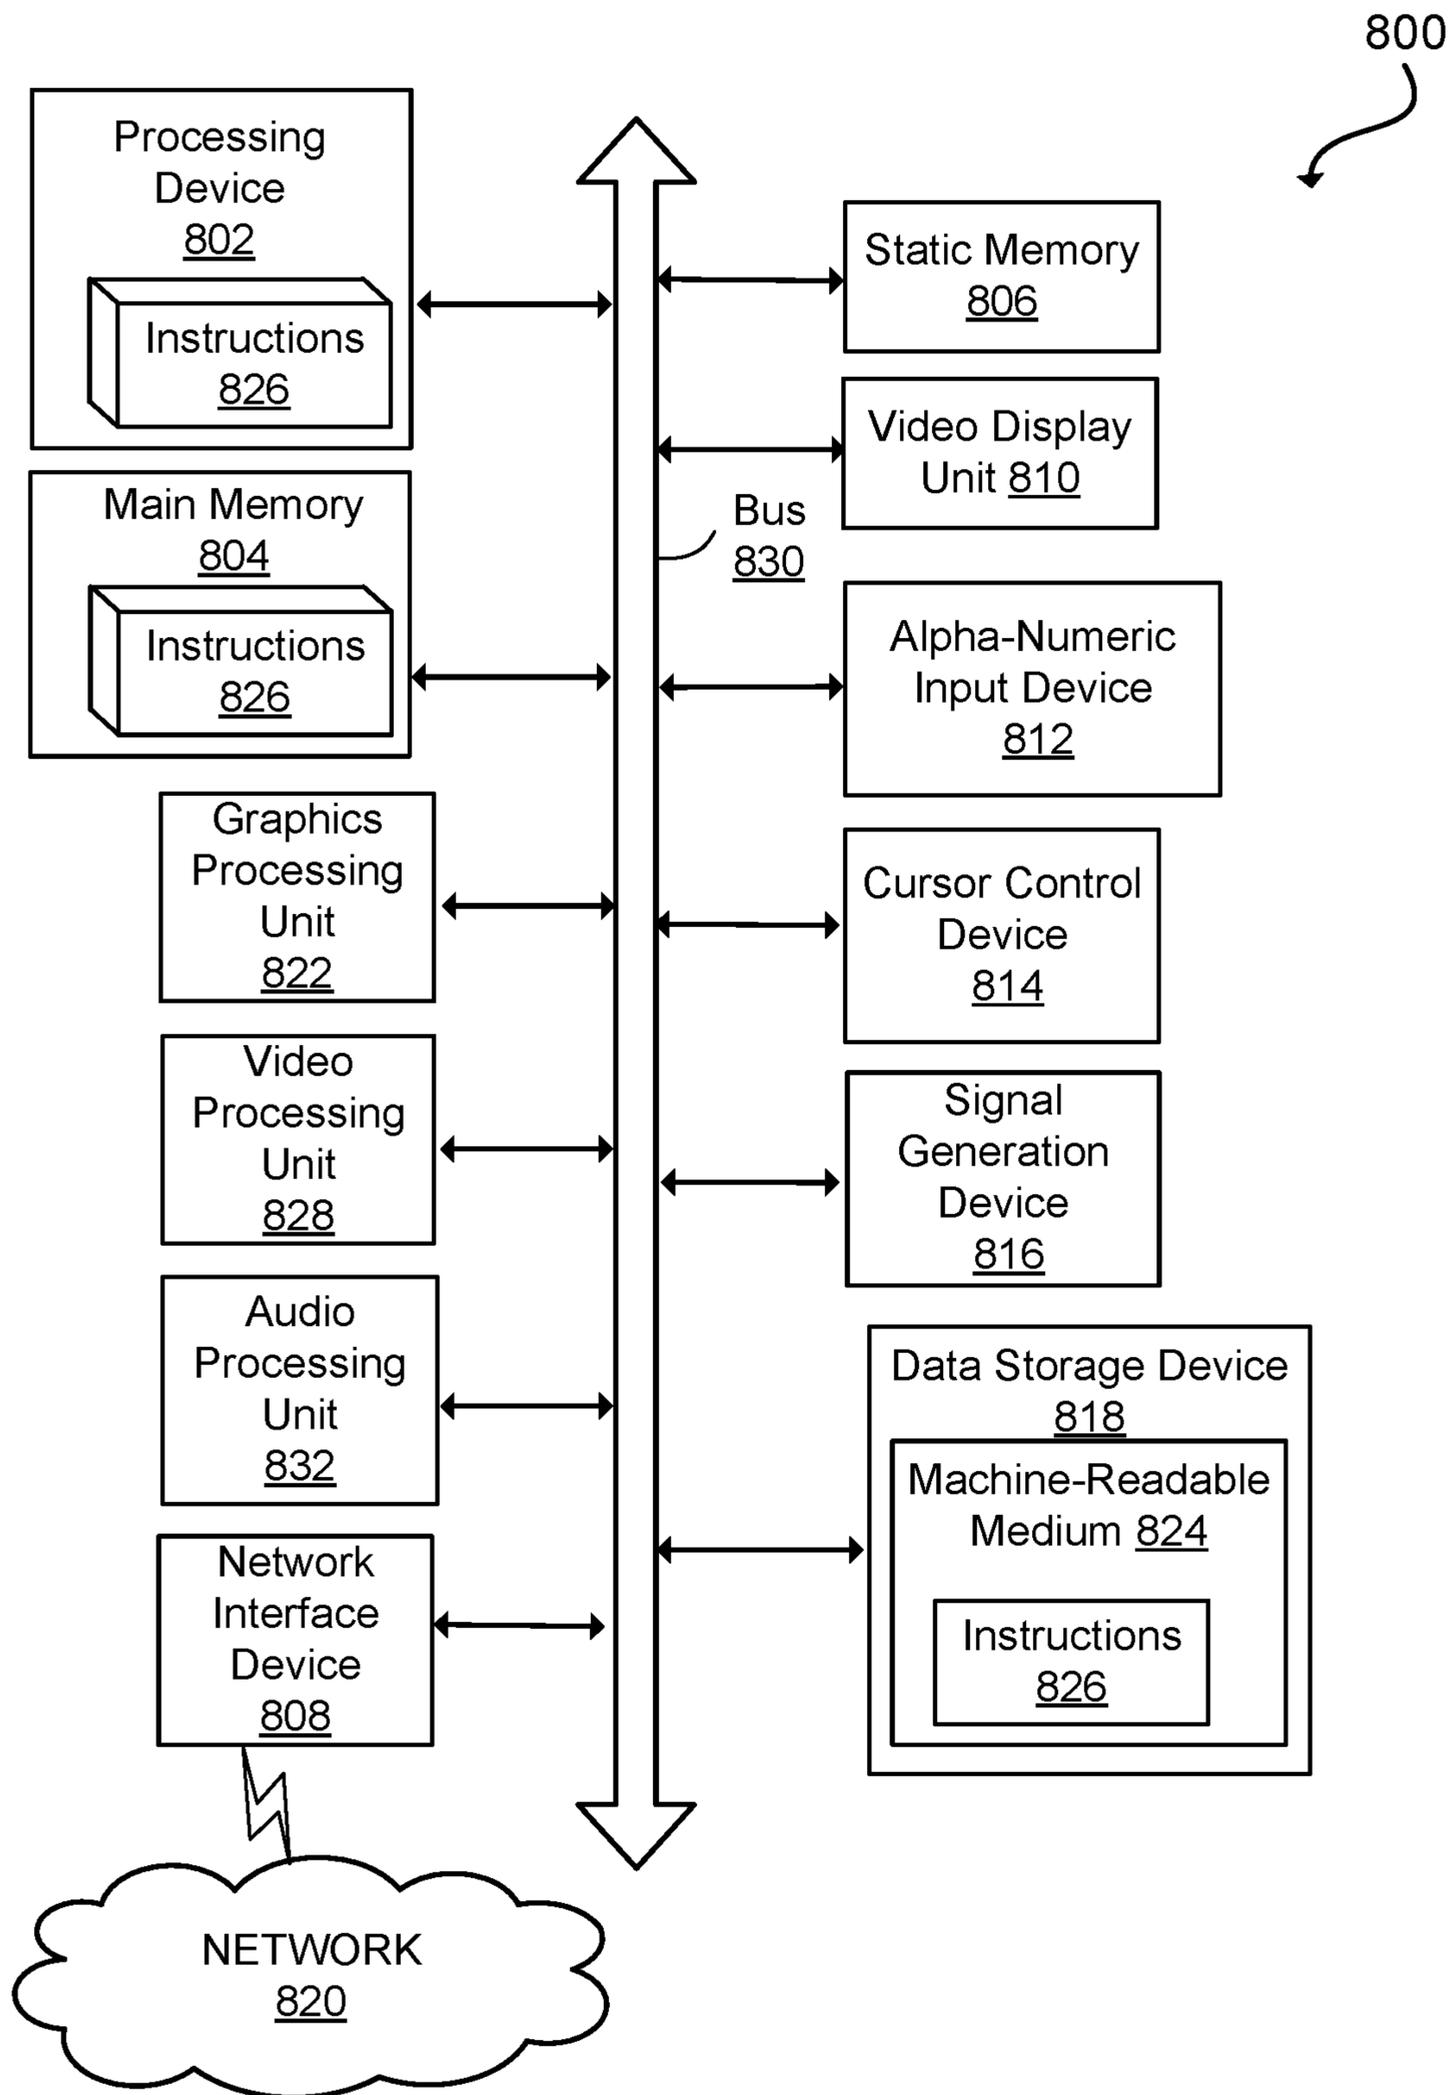 800
Processing
Device
802
Instructions
826
Main Memory
804
Instructions
826
Graphics
Processing
Unit
822
Video
Processing
Unit
828
Audio
Processing
Unit
832
Network
Interface
Device
808
NETWORK
820
Bus
830
Static Memory
806
Video Display
Unit 810
Alpha-Numeric
Input Device
812
Cursor Control
Device
814
Signal
Generation
Device
816
Data Storage Device
818
Machine-Readable
Medium 824
Instructions
826